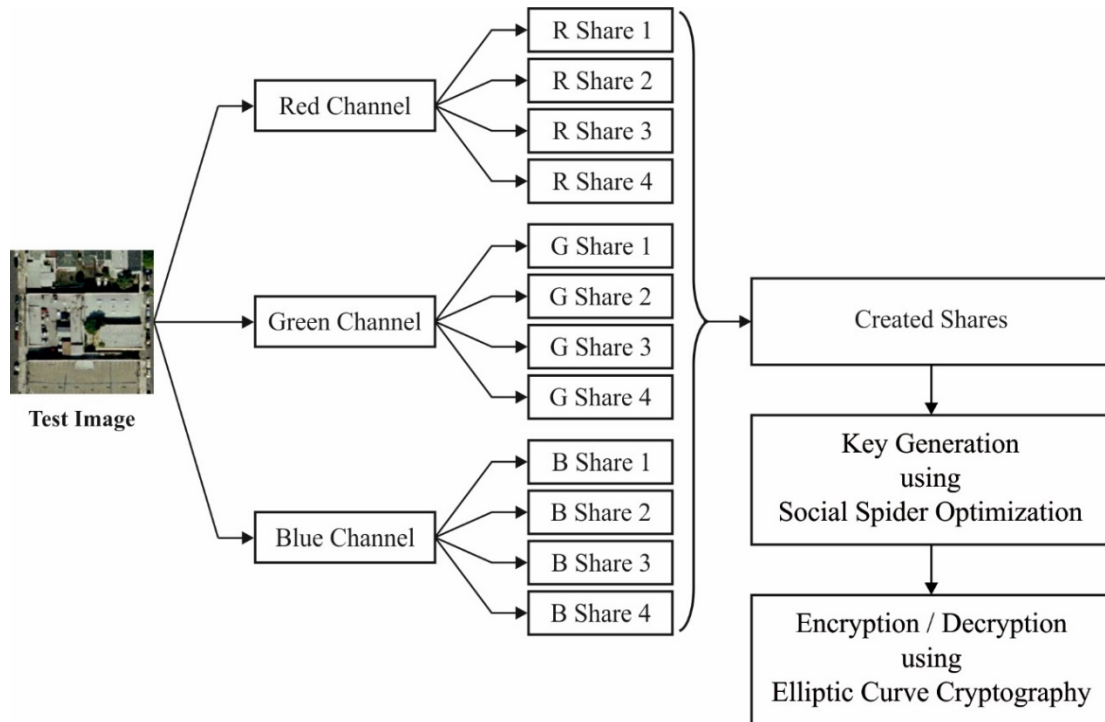 Test Image
Red Channel
Green Channel
Blue Channel
R Share 1
R Share 2
R Share 3
R Share 4
G Share 1
G Share 2
G Share 3
G Share 4
B Share 1
B Share 2
B Share 3
B Share 4
Created Shares
Key Generation
using
Social Spider Optimization
Encryption / Decryption
using
Elliptic Curve Cryptography